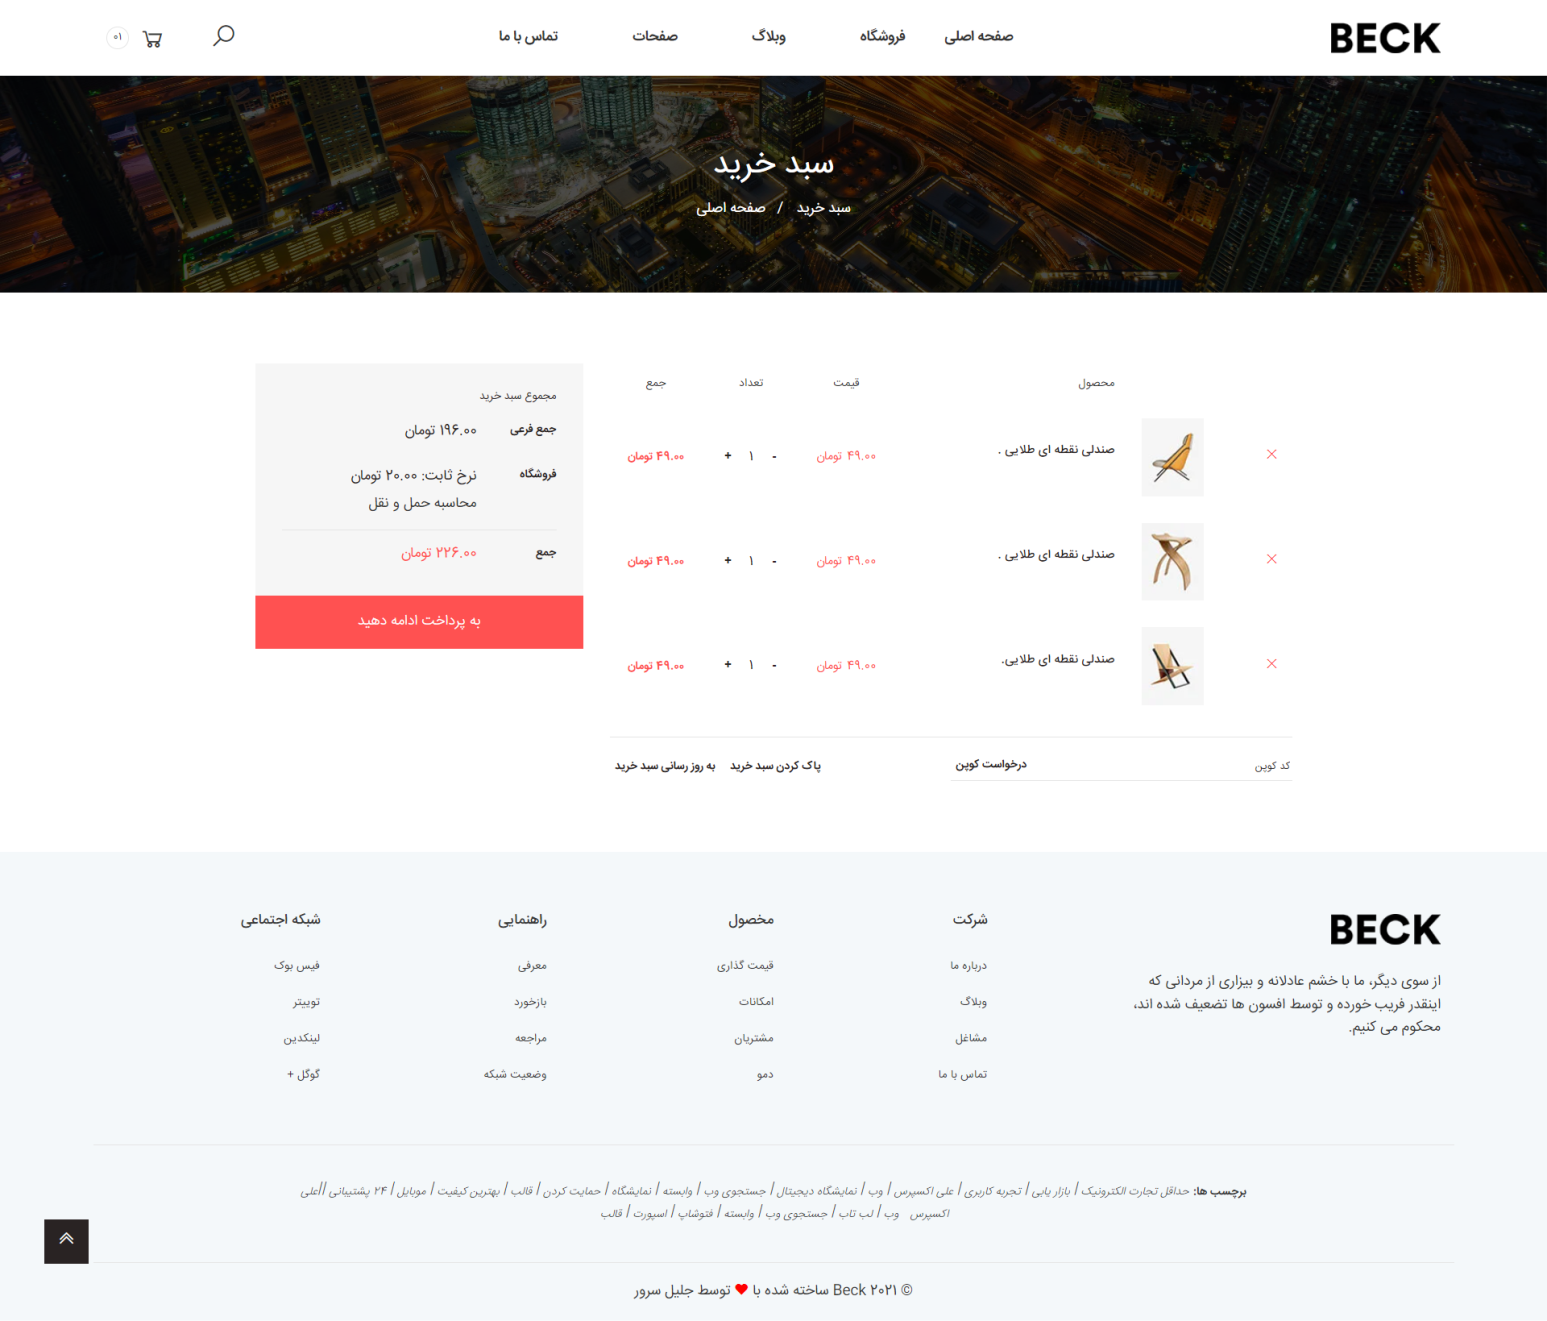 BECK
صفحه اصلی
فروشگاه
وبلاگ
صفحات
تماس با ما
۰۱
سبد خرید
سبد خرید / صفحه اصلی
محصول
قیمت
تعداد
جمع
صندلی نقطه ای طلایی .
۴۹.۰۰ تومان
- ۱ +
۴۹.۰۰ تومان
صندلی نقطه ای طلایی .
۴۹.۰۰ تومان
- ۱ +
۴۹.۰۰ تومان
صندلی نقطه ای طلایی.
۴۹.۰۰ تومان
- ۱ +
۴۹.۰۰ تومان
کد کوپن
درخواست کوپن
پاک کردن سبد خرید
به روز رسانی سبد خرید
مجموع سبد خرید
جمع فرعی
۱۹۶.۰۰ تومان
فروشگاه
نرخ ثابت: ۲۰.۰۰ تومان
محاسبه حمل و نقل
جمع
۲۲۶.۰۰ تومان
به پرداخت ادامه دهید
BECK
از سوی دیگر، ما با خشم عادلانه و بیزاری از مردانی که
اینقدر فریب خورده و توسط افسون ها تضعیف شده اند،
محکوم می کنیم.
شرکت
درباره ما
وبلاگ
مشاغل
تماس با ما
مخصول
قیمت گذاری
امکانات
مشتریان
دمو
راهنمایی
معرفی
بازخورد
مراجعه
وضعیت شبکه
شبکه اجتماعی
فیس بوک
توییتر
لینکدین
گوگل +
برچسب ها: حداقل تجارت الکترونیک | بازار یابی | تجربه کاربری | علی اکسپرس | وب | نمایشگاه دیجیتال | جستجوی وب | وابسته | نمایشگاه | حمایت کردن | قالب | بهترین کیفیت | موبایل | ۲۴ پشتیبانی ||علی
اکسپرس وب | لب تاپ | جستجوی وب | وابسته | فتوشاپ | اسپورت | قالب
© ۲۰۲۱ Beck ساخته شده با ❤ توسط جلیل سرور